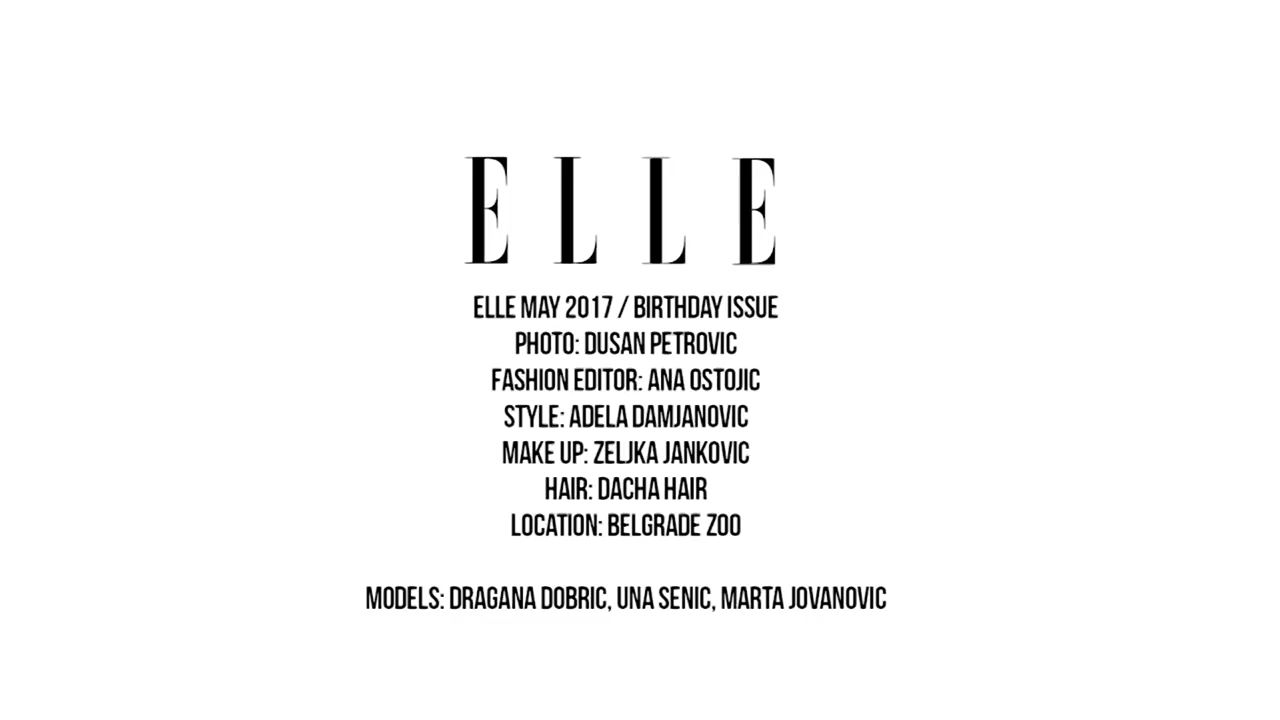 ELLE
ELLE MAY 2017 / BIRTHDAY ISSUE
PHOTO: DUSAN PETROVIC
FASHION EDITOR: ANA OSTOJIC
STYLE: ADELA DAMJANOVIC
MAKE UP: ZELJKA JANKOVIC
HAIR: DACHA HAIR
LOCATION: BELGRADE ZOO
MODELS: DRAGANA DOBRIC, UNA SENIC, MARTA JOVANOVIC